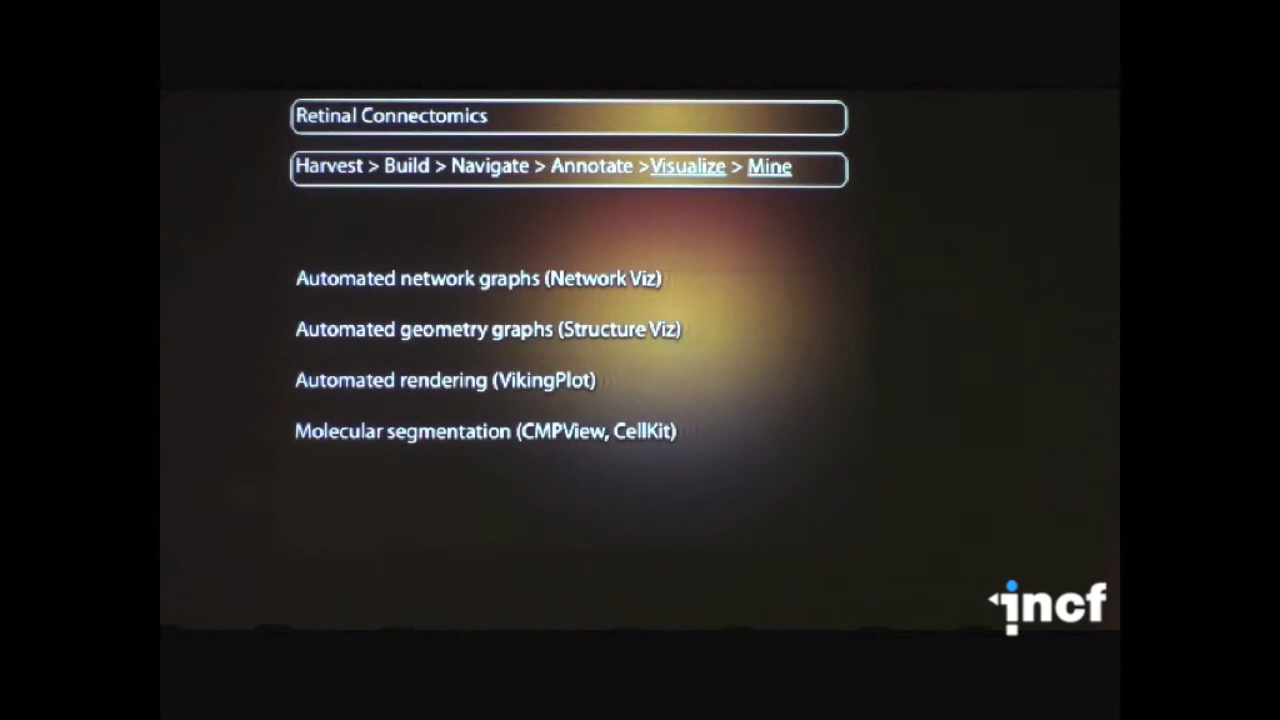 Retinal Connectomics
Harvest > Build > Navigate > Annotate >Visualize > Mine
Automated network graphs (Network Viz)
Automated geometry graphs (Structure Viz)
Automated rendering (VikingPlot)
Molecular segmentation (CMPView, CellKit)
incf